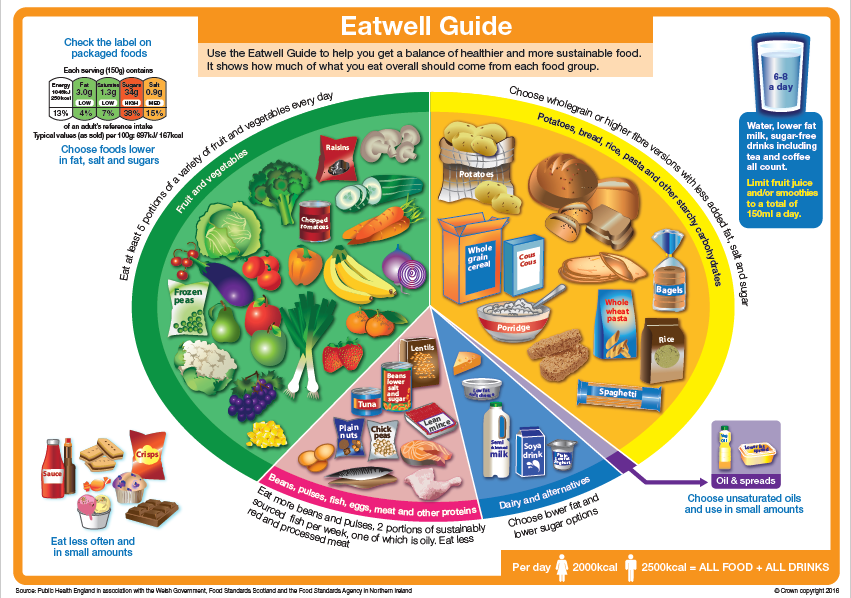 Eatwell Guide
Use the Eatwell Guide to help you get a balance of healthier and more sustainable food.
It shows how much of what you eat overall should come from each food group.
Check the label on
packaged foods
Each serving (150g) contains
Energy
1046kJ
250kcal
13%
Fat
3.0g
LOW
4%
Saturates
1.3g
LOW
7%
Sugars
34g
HIGH
38%
Salt
0.9g
MED
15%
of an adult's reference intake
Typical values (as sold) per 100g: 697kJ/ 167kcal
Choose foods lower
in fat, salt and sugars
6-8
a day
Water, lower fat
milk, sugar-free
drinks including
tea and coffee
all count.
Limit fruit juice
and/or smoothies
to a total of
150ml a day.
Eat at least 5 portions of a variety of fruit and vegetables every day
Fruit and vegetables
Raisins
Chopped
tomatoes
Frozen
peas
Choose wholegrain or higher fibre versions with less added fat, salt and sugar
Potatoes, bread, rice, pasta and other starchy carbohydrates
Potatoes
Whole
grain
cereal
Cous
Cous
Porridge
Bagels
Whole
wheat
pasta
Rice
Spaghetti
Lentils
Beans
lower
salt
and
sugar
Tuna
Plain
nuts
Chick
peas
Lean
mince
Beans, pulses, fish, eggs, meat and other proteins
Eat more beans and pulses, 2 portions of sustainably
sourced fish per week, one of which is oily. Eat less
red and processed meat
Low fat
Semi
milk
Soya
drink
Dairy and alternatives
Choose lower fat and
lower sugar options
Veg
Oil
Oil & spreads
Choose unsaturated oils
and use in small amounts
Sauce
Crisps
Eat less often and
in small amounts
Per day 2000kcal 2500kcal = ALL FOOD + ALL DRINKS
Source: Public Health England in association with the Welsh Government, Food Standards Scotland and the Food Standards Agency in Northern Ireland
© Crown copyright 2016